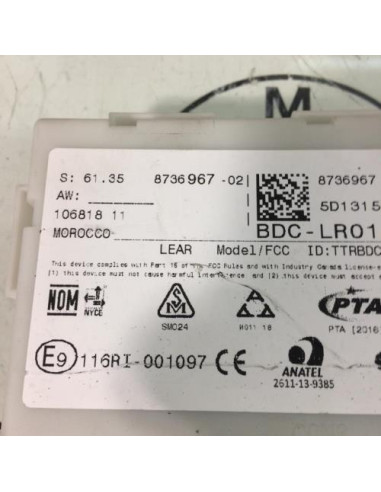 M
S: 61.35 8736967 -02 8736967
AW:
5D1315
106818 11
BDC-LR01
MOROCCO
LEAR Model/FCC ID:TTRBDC
This device complies with Part 15 of the FCC Rules and with Industry Canada license-e
(1) this device must not cause harmful interference, and (2) this device must accept
NOM NYCE
SM
SM024
R011 18
PTA
PTA [2016
E9 116RI-001097 CE
ANATEL
2611-13-9385